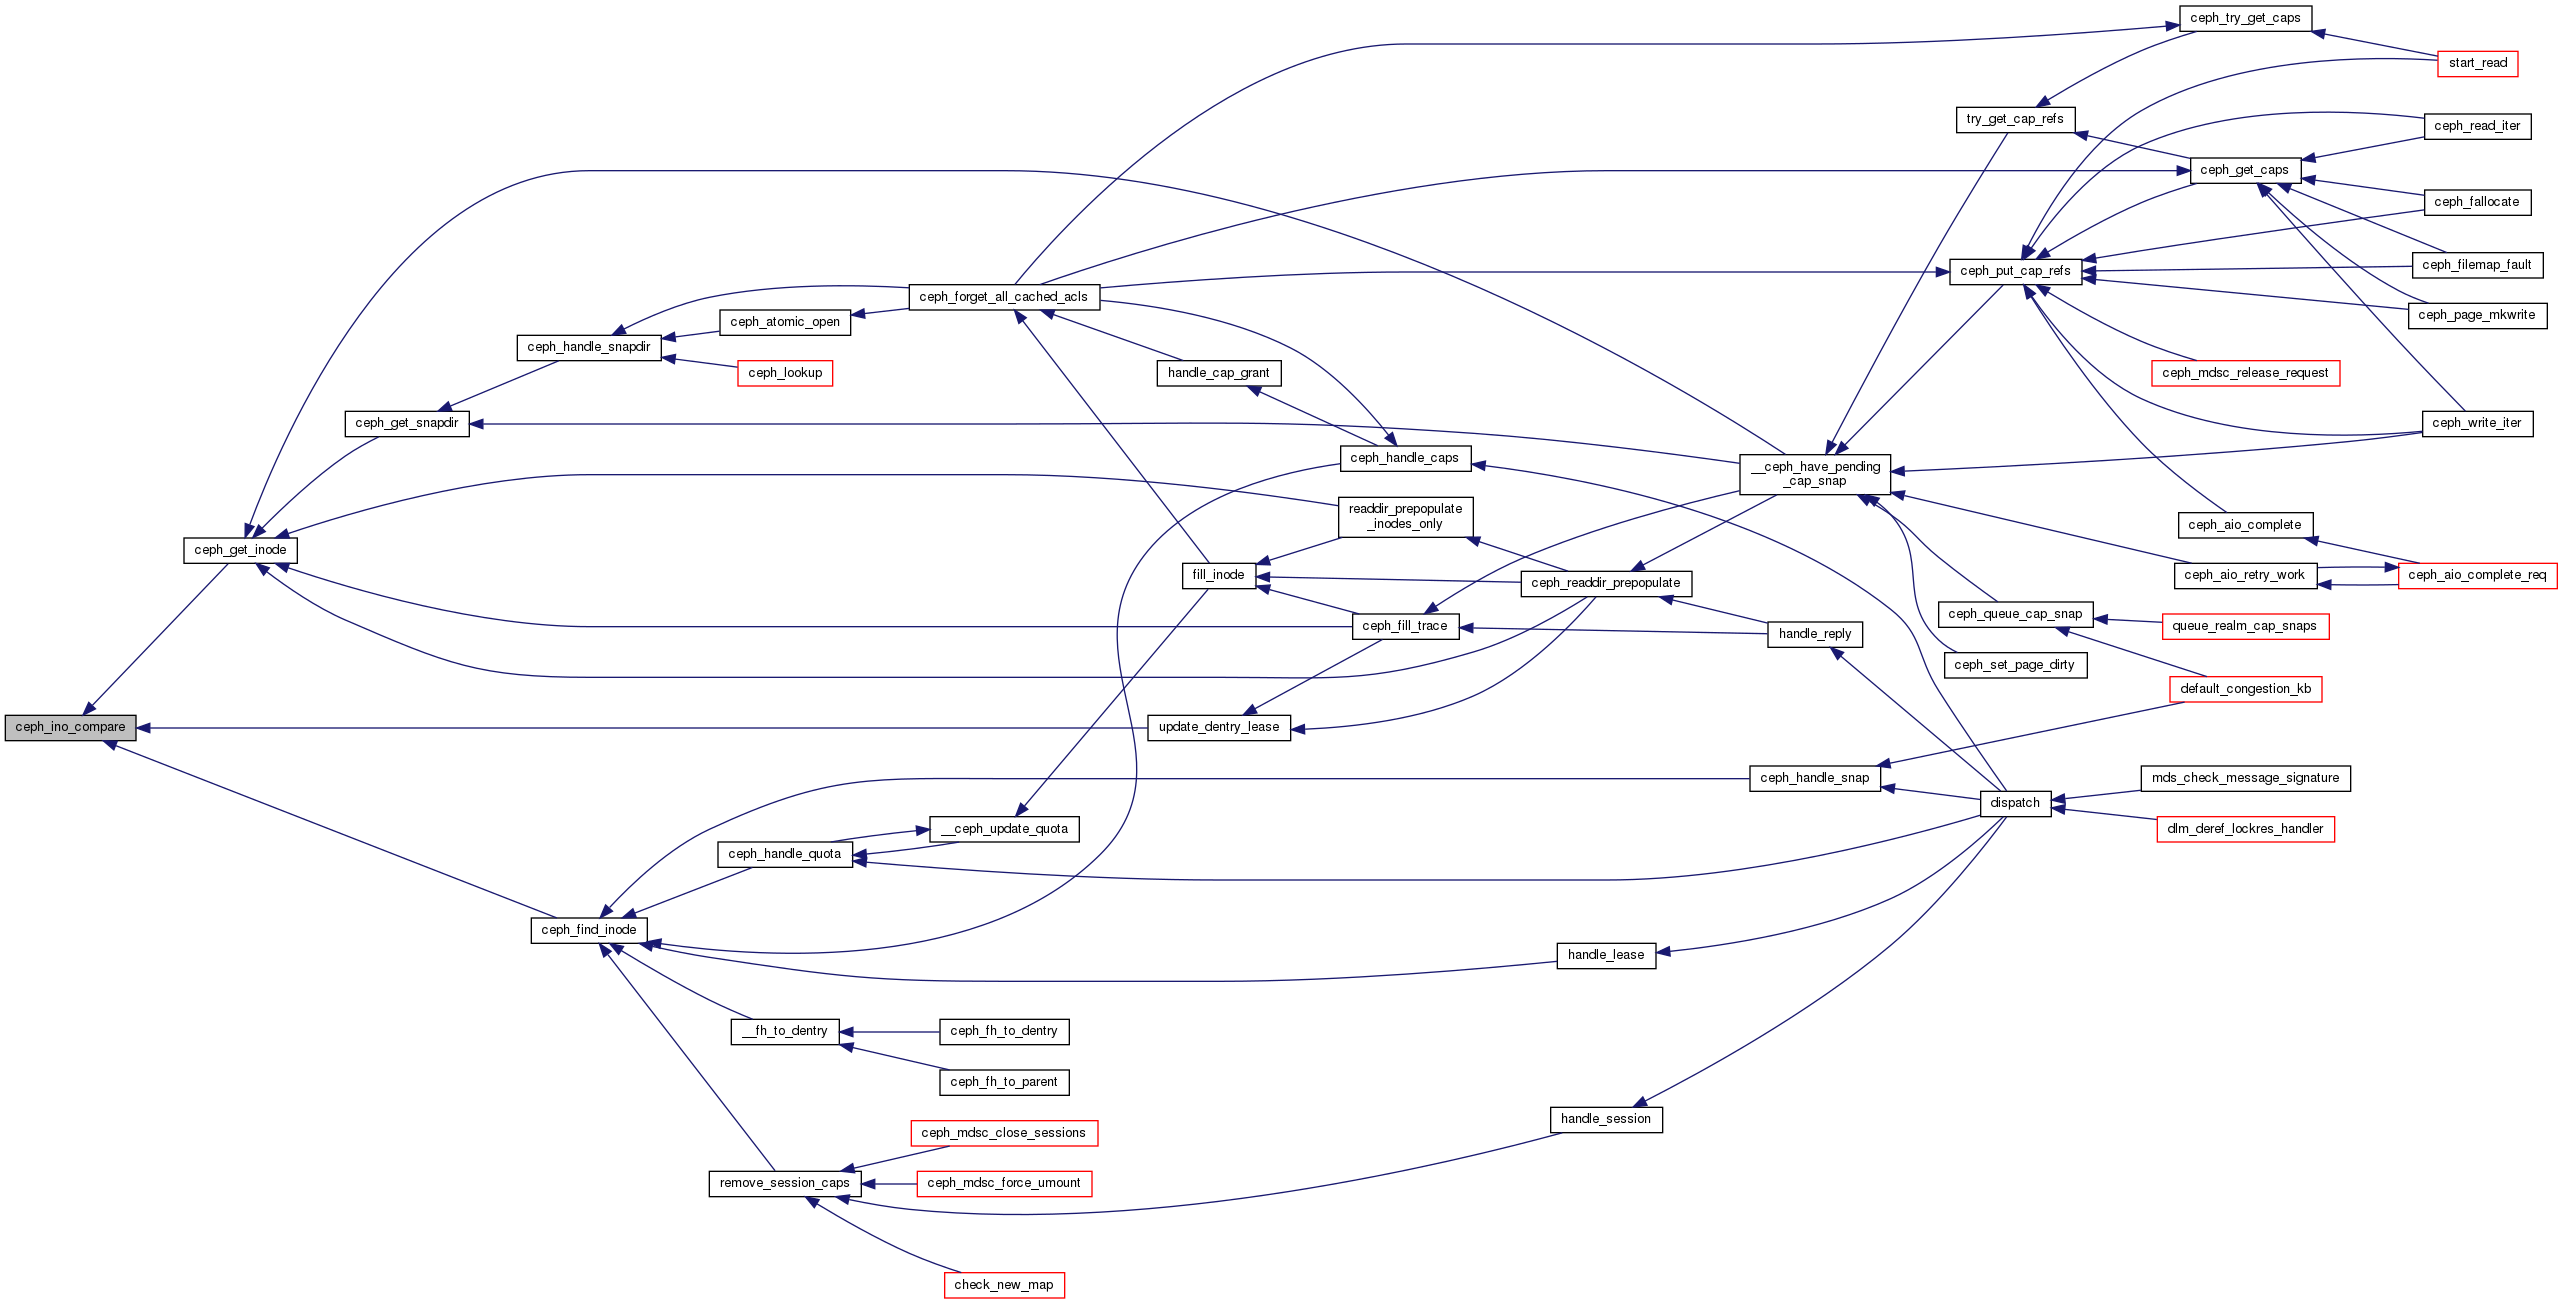 ceph_try_get_caps
start_read
try_get_cap_refs
ceph_read_iter
ceph_get_caps
ceph_fallocate
ceph_put_cap_refs
ceph_filemap_fault
ceph_forget_all_cached_acls
ceph_page_mkwrite
ceph_atomic_open
ceph_handle_snapdir
ceph_lookup
handle_cap_grant
ceph_mdsc_release_request
ceph_get_snapdir
ceph_write_iter
ceph_handle_caps
__ceph_have_pending
_cap_snap
readdir_prepopulate
_inodes_only
ceph_aio_complete
ceph_get_inode
fill_inode
ceph_readdir_prepopulate
ceph_aio_retry_work
ceph_aio_complete_req
ceph_queue_cap_snap
ceph_fill_trace
handle_reply
queue_realm_cap_snaps
ceph_set_page_dirty
default_congestion_kb
ceph_ino_compare
update_dentry_lease
ceph_handle_snap
mds_check_message_signature
dispatch
__ceph_update_quota
dlm_deref_lockres_handler
ceph_handle_quota
ceph_find_inode
handle_lease
__fh_to_dentry
ceph_fh_to_dentry
ceph_fh_to_parent
handle_session
ceph_mdsc_close_sessions
remove_session_caps
ceph_mdsc_force_umount
check_new_map